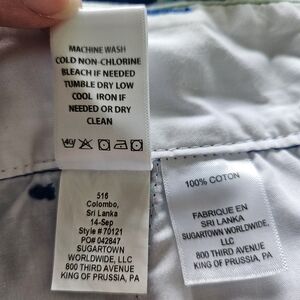 MACHINE WASH
COLD NON-CHLORINE
BLEACH IF NEEDED
TUMBLE DRY LOW
COOL IRON IF
NEEDED OR DRY
CLEAN
516
Colombo,
Sri Lanka
14-Sep
Style # 70121
PO# 042847
SUGARTOWN
WORLDWIDE, LLC
800 THIRD AVENUE
KING OF PRUSSIA, PA
100% COTON
FABRIQUE EN
SRI LANKA
SUGARTOWN WORLDWIDE,
LLC
800 THIRD AVENUE
KING OF PRUSSIA, PA